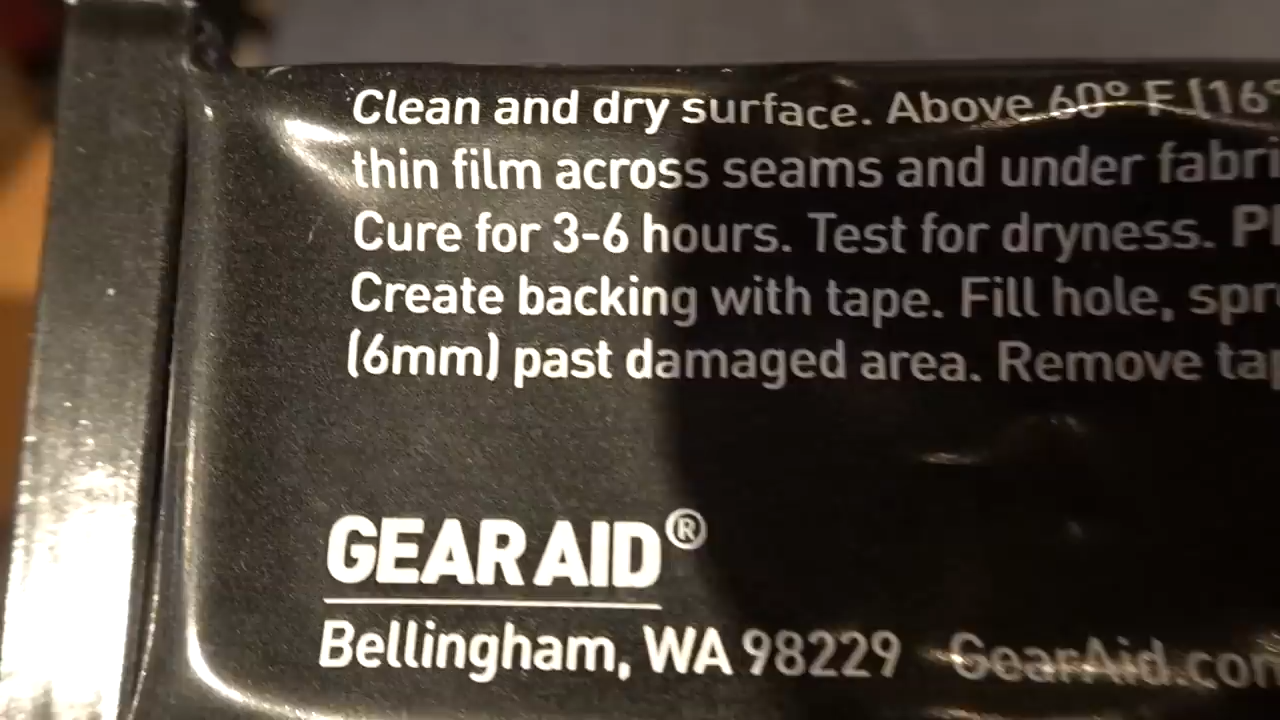 Clean and dry surface. Above 60° F (16°
thin film across seams and under fabri
Cure for 3-6 hours. Test for dryness.
Create backing with tape. Fill hole,
(6mm) past damaged area. Remove
GEAR AID®
Bellingham, WA 98229 GearAid.com